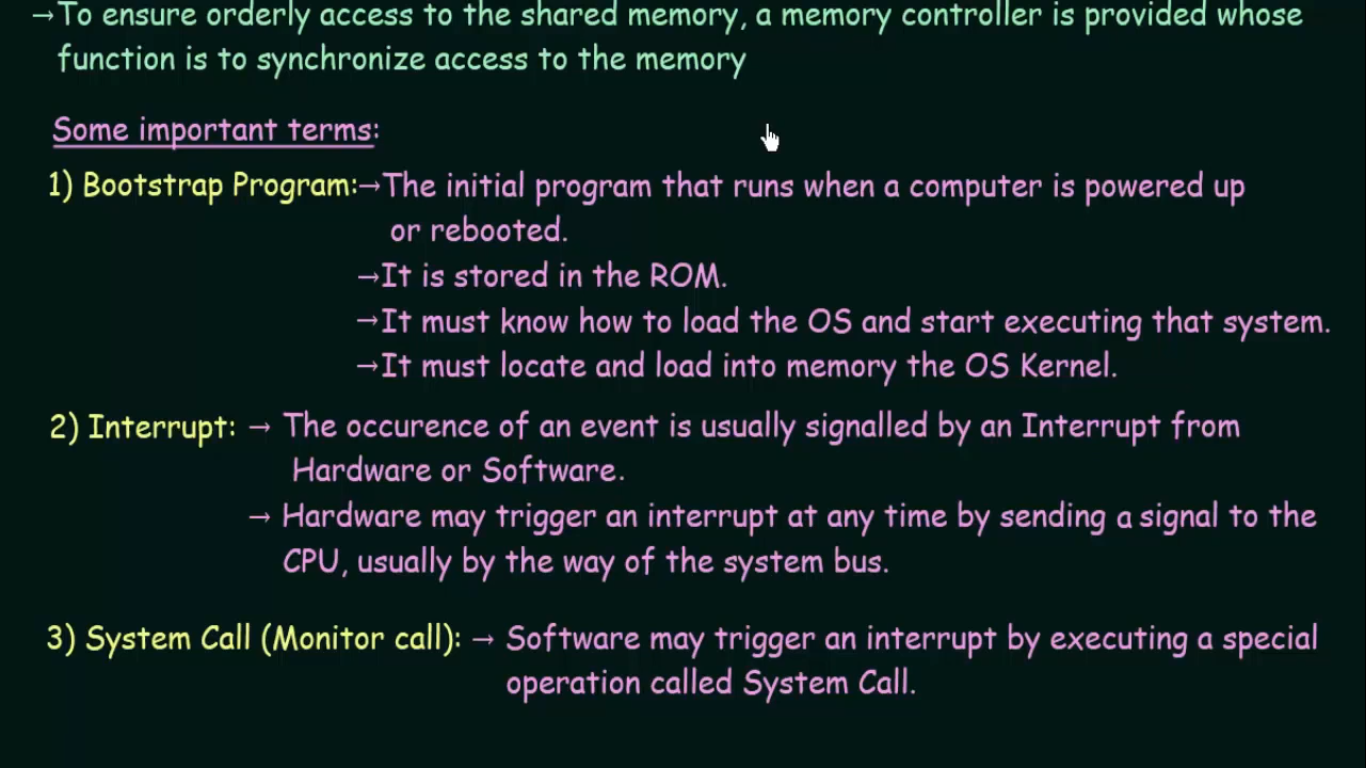 →To ensure orderly access to the shared memory, a memory controller is provided whose
function is to synchronize access to the memory
Some important terms:
1) Bootstrap Program:→The initial program that runs when a computer is powered up
or rebooted.
→It is stored in the ROM.
→It must know how to load the OS and start executing that system.
→It must locate and load into memory the OS Kernel.
2) Interrupt: → The occurence of an event is usually signalled by an Interrupt from
Hardware or Software.
→ Hardware may trigger an interrupt at any time by sending a signal to the
CPU, usually by the way of the system bus.
3) System Call (Monitor call): → Software may trigger an interrupt by executing a special
operation called System Call.